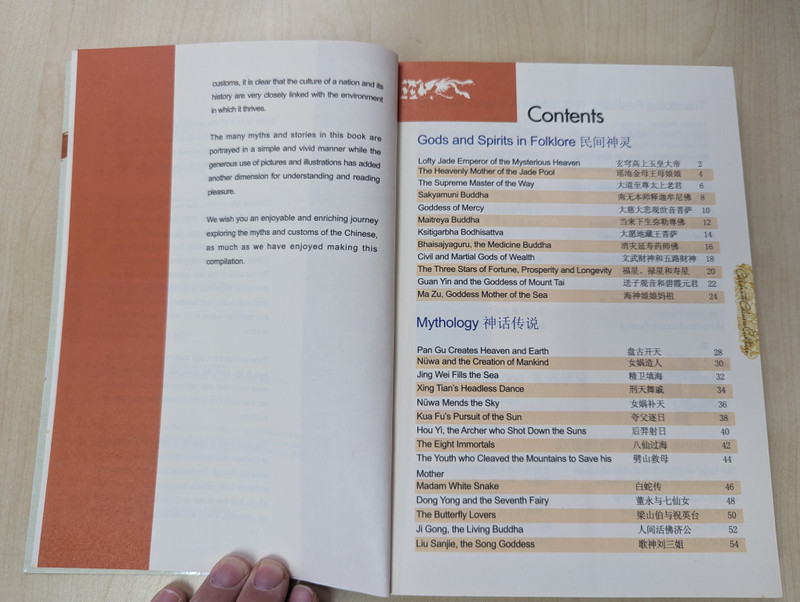 customs, it is clear that the culture of a nation and its
history are very closely linked with the environment
in which it thrives.
The many myths and stories in this book are
portrayed in a simple and vivid manner while the
generous use of pictures and illustrations has added
another dimension for understanding and reading
pleasure.
We wish you an enjoyable and enriching journey
exploring the myths and customs of the Chinese,
as much as we have enjoyed making this
compilation.
Contents
Gods and Spirits in Folklore 民间神灵
Lofty Jade Emperor of the Mysterious Heaven 玄穹高上玉皇大帝 2
The Heavenly Mother of the Jade Pool 瑶池金母王母娘娘 4
The Supreme Master of the Way 大道至尊太上老君 6
Sakyamuni Buddha 南无本师释迦牟尼佛 8
Goddess of Mercy 大慈大悲观世音菩萨 10
Maitreya Buddha 当来下生弥勒尊佛 12
Ksitigarbha Bodhisattva 大愿地藏王菩萨 14
Bhaisajyaguru, the Medicine Buddha 消灾延寿药师佛 16
Civil and Martial Gods of Wealth 文武财神和五路财神 18
The Three Stars of Fortune, Prosperity and Longevity 福星、禄星和寿星 20
Guan Yin and the Goddess of Mount Tai 送子观音和碧霞元君 22
Ma Zu, Goddess Mother of the Sea 海神娘娘妈祖 24
Mythology 神话传说
Pan Gu Creates Heaven and Earth 盘古开天 28
Nüwa and the Creation of Mankind 女娲造人 30
Jing Wei Fills the Sea 精卫填海 32
Xing Tian's Headless Dance 刑天舞戚 34
Nüwa Mends the Sky 女娲补天 36
Kua Fu's Pursuit of the Sun 夸父逐日 38
Hou Yi, the Archer who Shot Down the Suns 后羿射日 40
The Eight Immortals 八仙过海 42
The Youth who Cleaved the Mountains to Save his 劈山救母 44
Mother
Madam White Snake 白蛇传 46
Dong Yong and the Seventh Fairy 董永与七仙女 48
The Butterfly Lovers 梁山伯与祝英台 50
Ji Gong, the Living Buddha 人间活佛济公 52
Liu Sanjie, the Song Goddess 歌神刘三姐 54